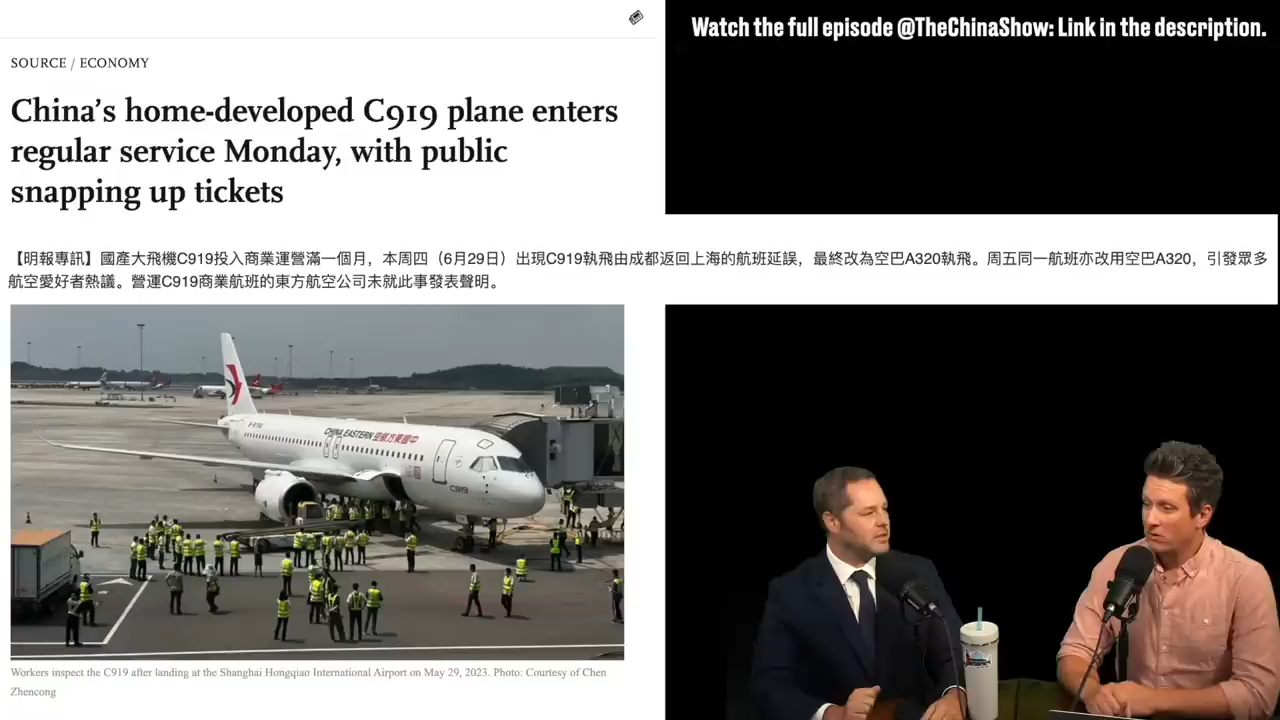 Watch the full episode @TheChinaShow: Link in the description.
SOURCE / ECONOMY
China's home-developed C919 plane enters
regular service Monday, with public
snapping up tickets
【明報專訊】國產大飛機C919投入商業運營滿一個月，本周四（6月29日）出現C919執飛由成都返回上海的航班延誤，最終改為空巴A320執飛。周五同一航班亦改用空巴A320，引發眾多
航空愛好者熱議。營運C919商業航班的東方航空公司未就此事發表聲明。
CHINA EASTERN 空航方東國中
C919
Workers inspect the C919 after landing at the Shanghai Hongqiao International Airport on May 29, 2023. Photo: Courtesy of Chen
Zhencong